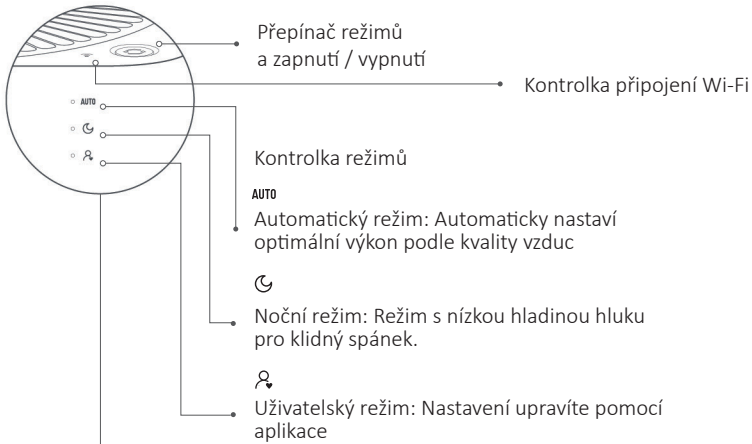 Přepínač režimů
a zapnutí / vypnutí
Kontrolka připojení Wi-Fi
AUTO
Kontrolka režimů
AUTO
Automatický režim: Automaticky nastaví
optimální výkon podle kvality vzduc
Noční režim: Režim s nízkou hladinou hluku
pro klidný spánek.
Uživatelský režim: Nastavení upravíte pomocí
aplikace